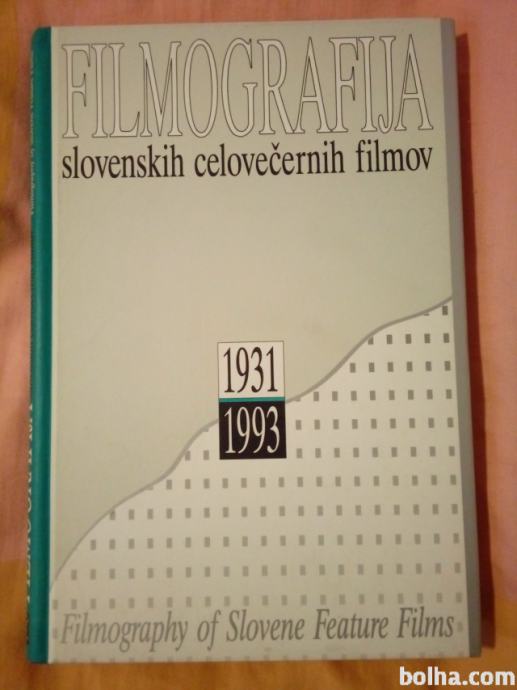 FILMOGRAFIJA
slovenskih celovečernih filmov
1931
1993
Filmography of Slovene Feature Films
bolha.com